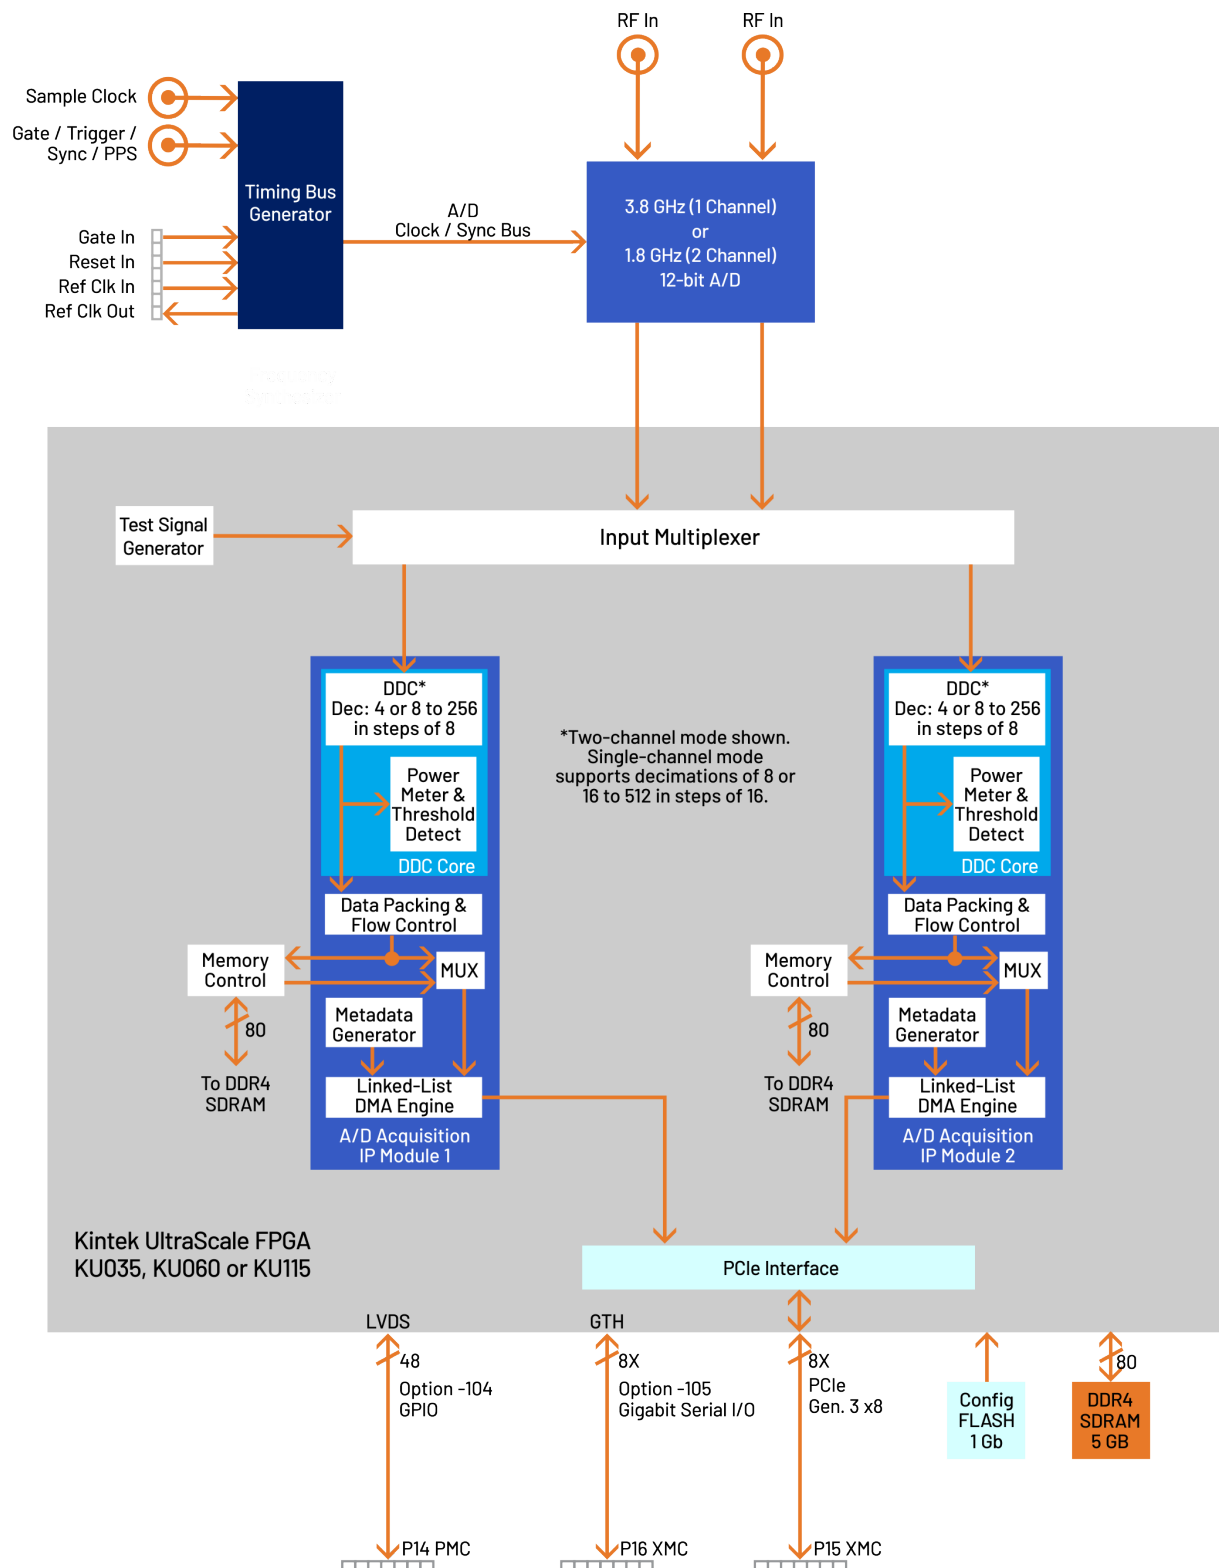 RF In
RF In
Sample Clock
Gate / Trigger /
Sync / PPS
Timing Bus
Generator
Gate In
Reset In
Ref Clk In
Ref Clk Out
A/D
Clock / Sync Bus
3.8 GHz (1 Channel)
or
1.8 GHz (2 Channel)
12-bit A/D
Test Signal
Generator
Input Multiplexer
DDC*
Dec: 4 or 8 to 256
in steps of 8
Power
Meter &
Threshold
Detect
DDC Core
Data Packing &
Flow Control
Memory
Control
MUX
80
Metadata
Generator
To DDR4
SDRAM
Linked-List
DMA Engine
A/D Acquisition
IP Module 1
*Two-channel mode shown.
Single-channel mode
supports decimations of 8 or
16 to 512 in steps of 16.
DDC*
Dec: 4 or 8 to 256
in steps of 8
Power
Meter &
Threshold
Detect
DDC Core
Data Packing &
Flow Control
Memory
Control
MUX
80
Metadata
Generator
To DDR4
SDRAM
Linked-List
DMA Engine
A/D Acquisition
IP Module 2
Kintek UltraScale FPGA
KU035, KU060 or KU115
PCIe Interface
LVDS
48
Option -104
GPIO
P14 PMC
GTH
8X
Option -105
Gigabit Serial I/O
P16 XMC
8X
PCIe
Gen. 3 x8
P15 XMC
Config
FLASH
1 Gb
80
DDR4
SDRAM
5 GB